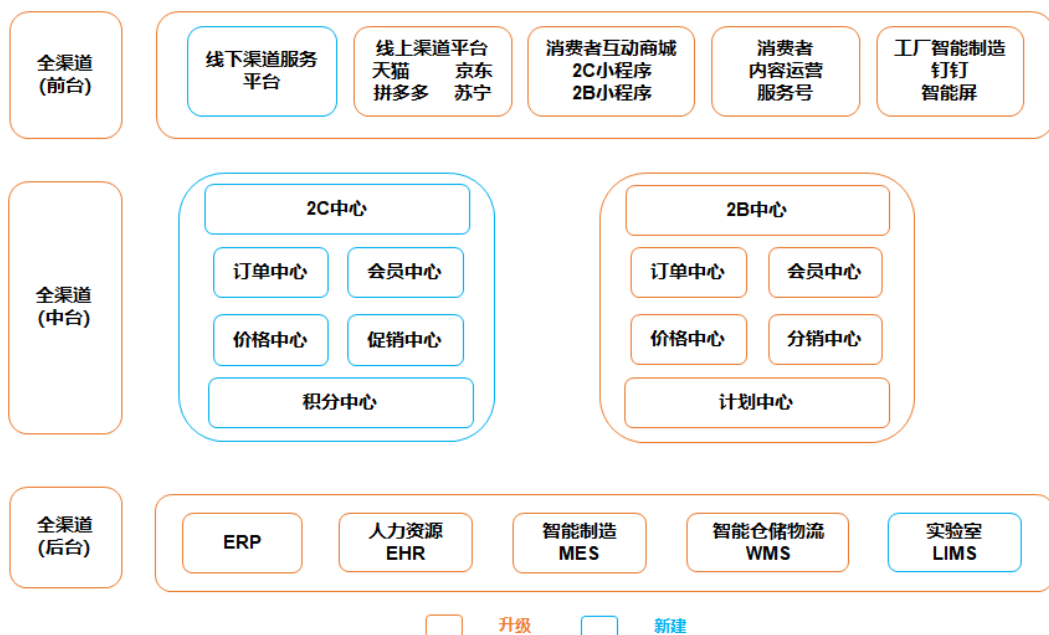 全渠道
(前台)
线下渠道服务
平台
线上渠道平台
天猫 京东
拼多多 苏宁
消费者互动商城
2C小程序
2B小程序
消费者
内容运营
服务号
工厂智能制造
钉钉
智能屏
全渠道
(中台)
2C中心
订单中心 会员中心
价格中心 促销中心
积分中心
2B中心
订单中心 会员中心
价格中心 分销中心
计划中心
全渠道
(后台)
ERP
人力资源
EHR
智能制造
MES
智能仓储物流
WMS
实验室
LIMS
升级 新建